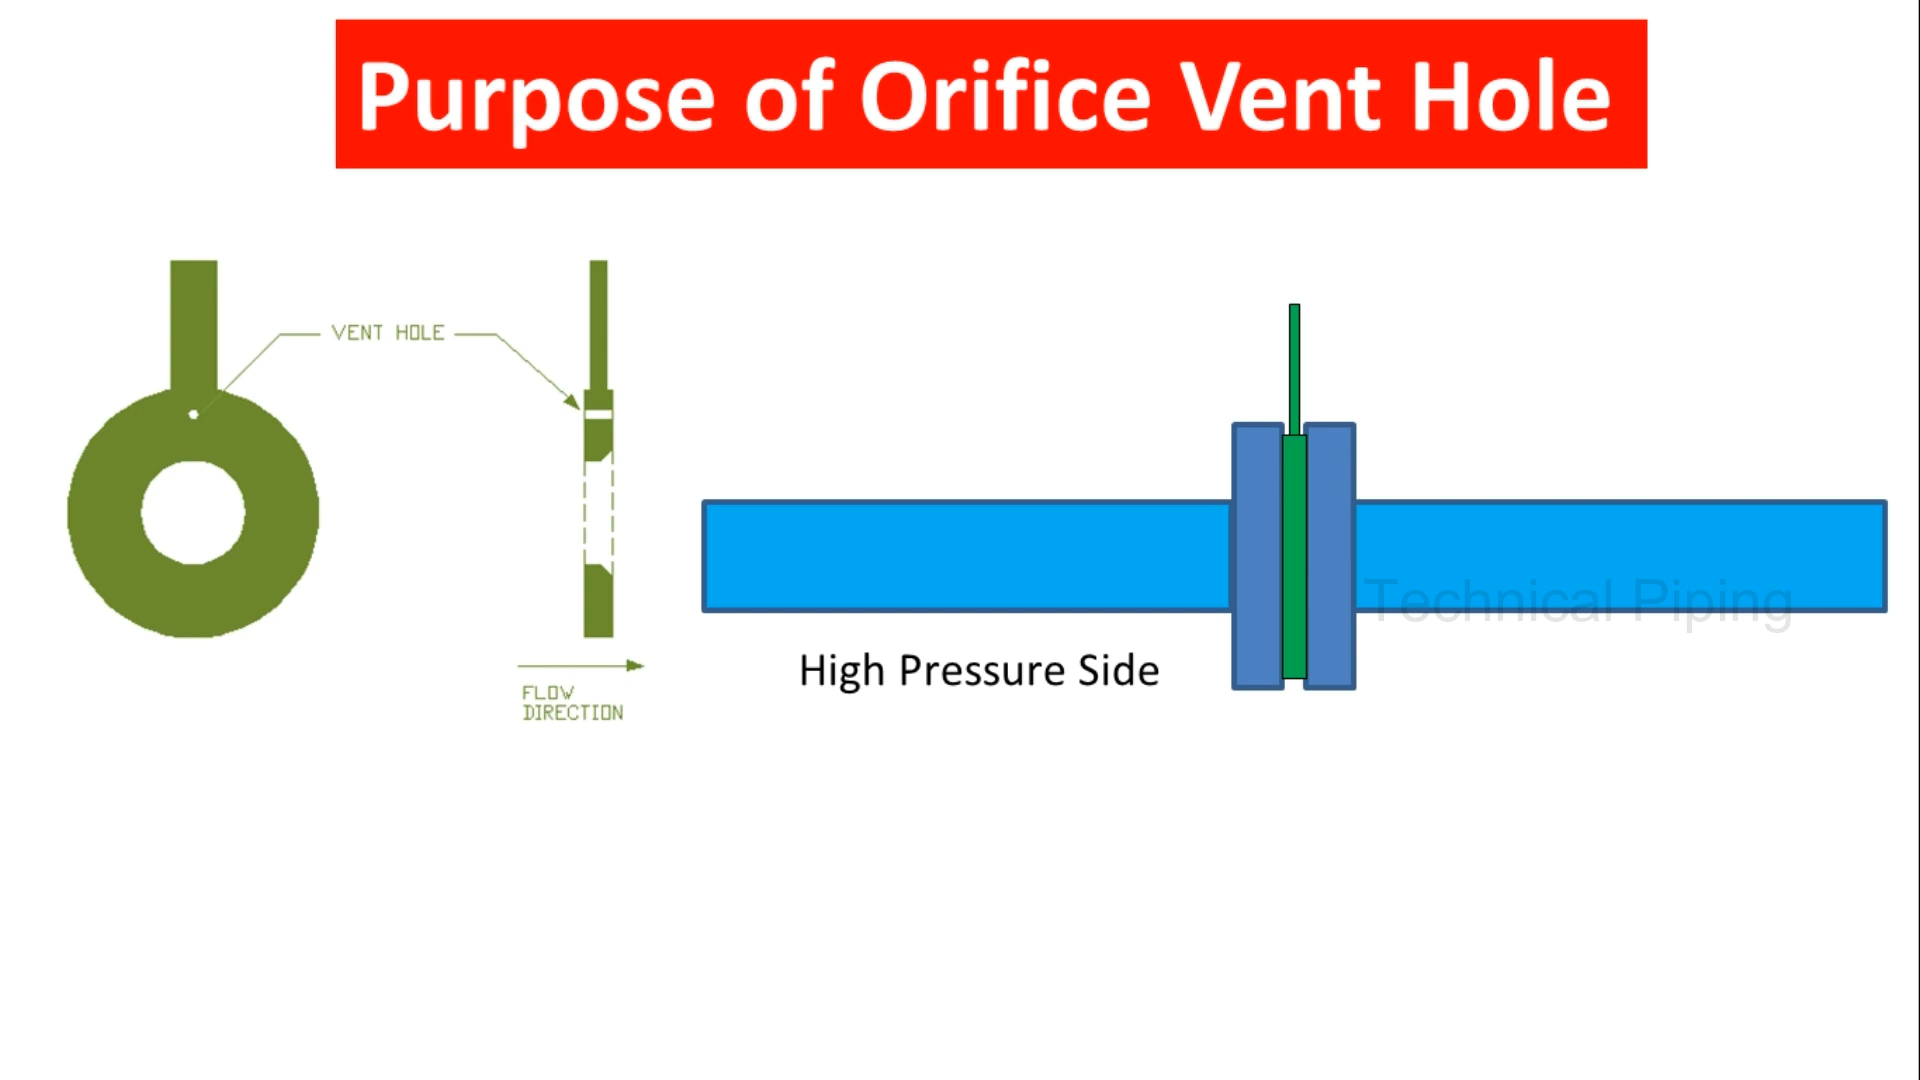 Purpose of Orifice Vent Hole
VENT HOLE
Technical Piping
High Pressure Side
FLOW
DIRECTION